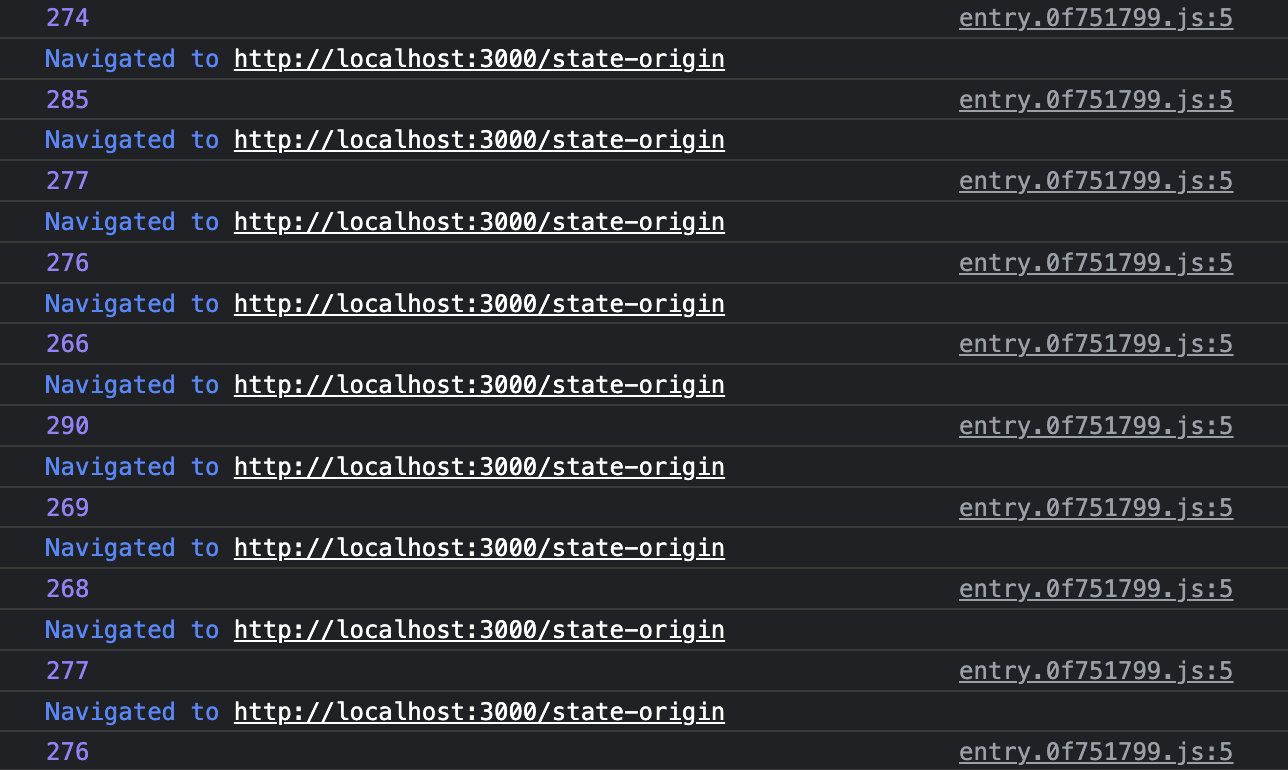 274 entry.0f751799.js:5
Navigated to http://localhost:3000/state-origin
285 entry.0f751799.js:5
Navigated to http://localhost:3000/state-origin
277 entry.0f751799.js:5
Navigated to http://localhost:3000/state-origin
276 entry.0f751799.js:5
Navigated to http://localhost:3000/state-origin
266 entry.0f751799.js:5
Navigated to http://localhost:3000/state-origin
290 entry.0f751799.js:5
Navigated to http://localhost:3000/state-origin
269 entry.0f751799.js:5
Navigated to http://localhost:3000/state-origin
268 entry.0f751799.js:5
Navigated to http://localhost:3000/state-origin
277 entry.0f751799.js:5
Navigated to http://localhost:3000/state-origin
276 entry.0f751799.js:5